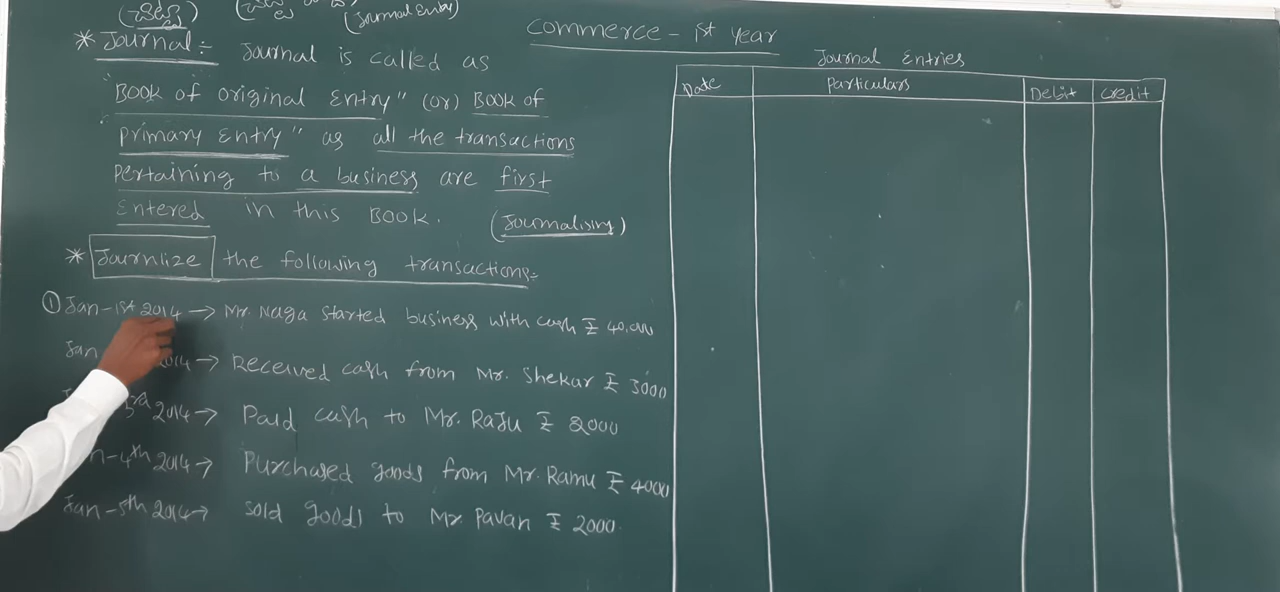 (Journal Entry)
commerce - 1st year
* Journal:- Journal is called as
"BOOK of original Entry" (or) BOOK of
"primary Entry" as all the transactions
pertaining to a business are first
Entered in this BOOK. (Journalising)
* Journlize the following transactions:-
① Jan-1st 2014 → Mr. Naga started business with cash ₹ 40,000
Jan 2014 → Received cash from Mr. Shekar ₹ 3000
2014 → Paid cash to Mr. Raju ₹ 2000
4th 2014 → Purchased goods from Mr. Ramu ₹ 4000
Jan-5th 2014 → sold goods to Mr Pavan ₹ 2000.
Journal Entries
Date Particulars Debit Credit